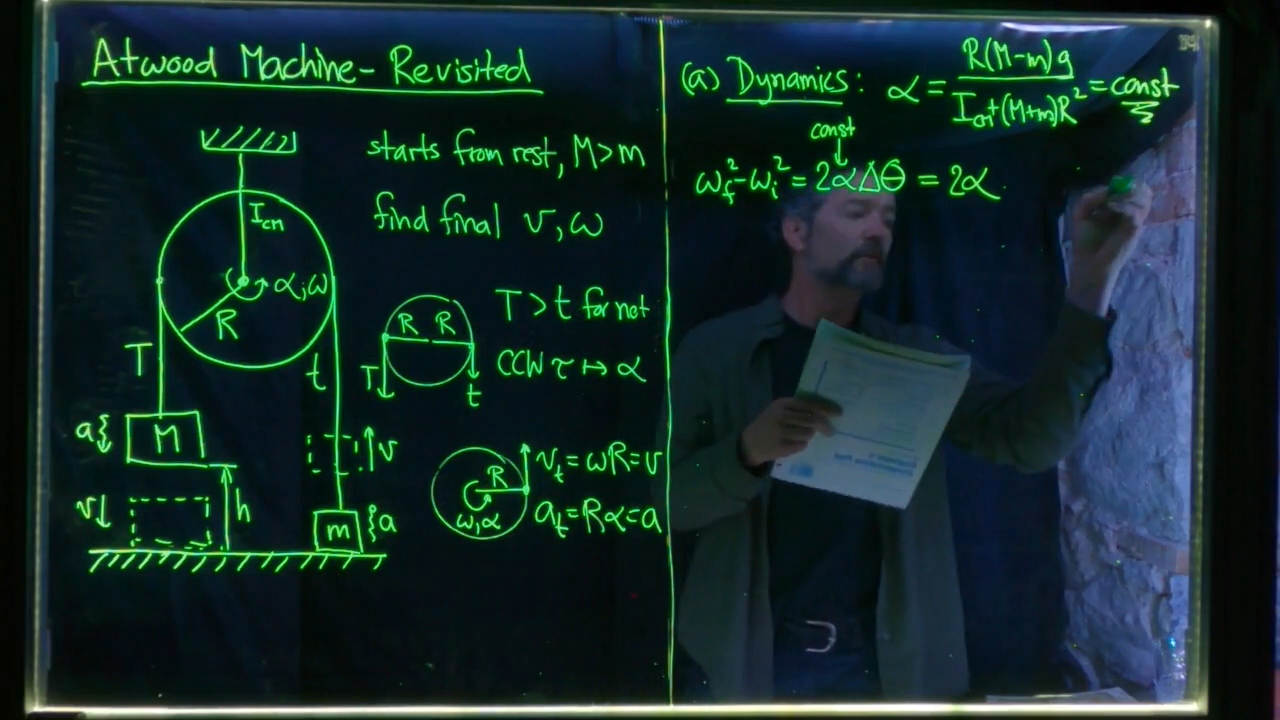 Atwood Machine - Revisited
starts from rest, M>m
find final v, ω
I_cm
α, ω
R
T
t
M
a
v
h
m
a
v
R R
T
t
T > t for net
CCW τ ↦ α
R
ω, α
v_t = ωR = v
a_t = Rα = a
(a) Dynamics: α = R(M-m)g / I_cm + (M+m)R² = const
const
ω_f² - ω_i² = 2αΔθ = 2α